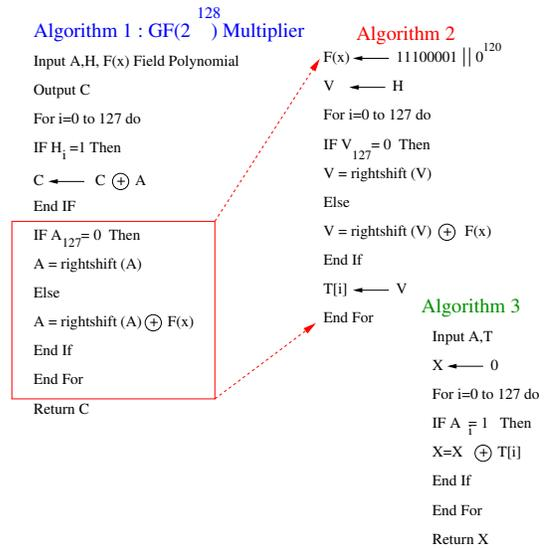 Algorithm 1 : GF(2^128) Multiplier
Input A,H, F(x) Field Polynomial
Output C
For i=0 to 127 do
IF H_i =1 Then
C ← C ⊕ A
End IF
IF A_127= 0 Then
A = rightshift (A)
Else
A = rightshift (A) ⊕ F(x)
End If
End For
Return C
Algorithm 2
F(x) ← 11100001 || 0^120
V ← H
For i=0 to 127 do
IF V_127= 0 Then
V = rightshift (V)
Else
V = rightshift (V) ⊕ F(x)
End If
T[i] ← V
End For
Algorithm 3
Input A,T
X ← 0
For i=0 to 127 do
IF A_i = 1 Then
X=X ⊕ T[i]
End If
End For
Return X